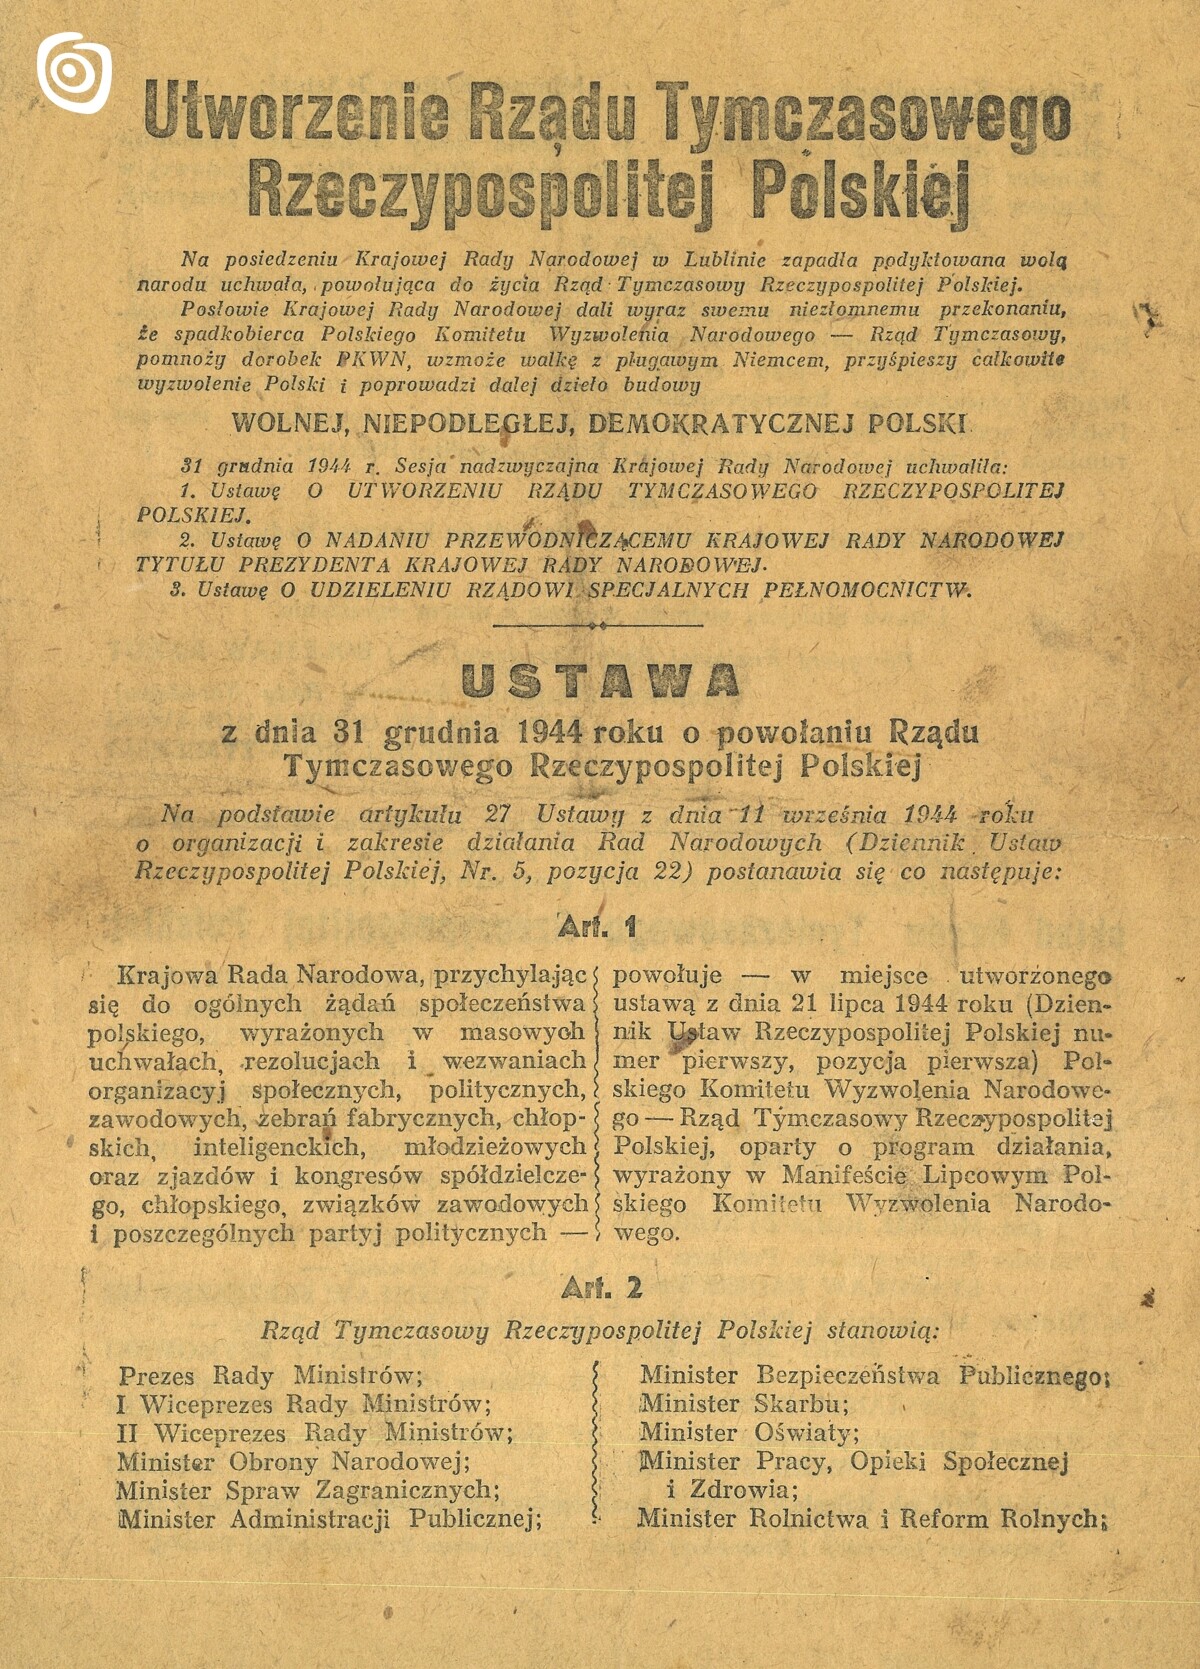 Utworzenie Rządu Tymczasowego
Rzeczypospolitej Polskiej
Na posiedzeniu Krajowej Rady Narodowej w Lublinie zapadła podyktowana wolą
narodu uchwała, powołująca do życia Rząd Tymczasowy Rzeczypospolitej Polskiej.
Posłowie Krajowej Rady Narodowej dali wyraz swemu niezłomnemu przekonaniu,
że spadkobierca Polskiego Komitetu Wyzwolenia Narodowego — Rząd Tymczasowy,
pomnoży dorobek PKWN, wzmoże walkę z plugawym Niemcem, przyśpieszy całkowite
wyzwolenie Polski i poprowadzi dalej dzieło budowy
WOLNEJ, NIEPODLEGŁEJ, DEMOKRATYCZNEJ POLSKI
31 grudnia 1944 r. Sesja nadzwyczajna Krajowej Rady Narodowej uchwaliła:
1. Ustawę O UTWORZENIU RZĄDU TYMCZASOWEGO RZECZYPOSPOLITEJ
POLSKIEJ.
2. Ustawę O NADANIU PRZEWODNICZĄCEMU KRAJOWEJ RADY NARODOWEJ
TYTUŁU PREZYDENTA KRAJOWEJ RADY NARODOWEJ.
3. Ustawę O UDZIELENIU RZĄDOWI SPECJALNYCH PEŁNOMOCNICTW.
USTAWA
z dnia 31 grudnia 1944 roku o powołaniu Rządu
Tymczasowego Rzeczypospolitej Polskiej
Na podstawie artykułu 27 Ustawy z dnia 11 września 1944 roku
o organizacji i zakresie działania Rad Narodowych (Dziennik Ustaw
Rzeczypospolitej Polskiej, Nr. 5, pozycja 22) postanawia się co następuje:
Art. 1
Krajowa Rada Narodowa, przychylając
się do ogólnych żądań społeczeństwa
polskiego, wyrażonych w masowych
uchwałach, rezolucjach i wezwaniach
organizacyj społecznych, politycznych,
zawodowych, zebrań fabrycznych, chłop-
skich, inteligenckich, młodzieżowych
oraz zjazdów i kongresów spółdzielcze-
go, chłopskiego, związków zawodowych
i poszczególnych partyj politycznych —
powołuje — w miejsce utworzonego
ustawą z dnia 21 lipca 1944 roku (Dzien-
nik Ustaw Rzeczypospolitej Polskiej nu-
mer pierwszy, pozycja pierwsza) Pol-
skiego Komitetu Wyzwolenia Narodowe-
go — Rząd Tymczasowy Rzeczypospolitej
Polskiej, oparty o program działania,
wyrażony w Manifeście Lipcowym Pol-
skiego Komitetu Wyzwolenia Narodo-
wego.
Art. 2
Rząd Tymczasowy Rzeczypospolitej Polskiej stanowią:
Prezes Rady Ministrów;
I Wiceprezes Rady Ministrów;
II Wiceprezes Rady Ministrów;
Minister Obrony Narodowej;
Minister Spraw Zagranicznych;
Minister Administracji Publicznej;
Minister Bezpieczeństwa Publicznego;
Minister Skarbu;
Minister Oświaty;
Minister Pracy, Opieki Społecznej
i Zdrowia;
Minister Rolnictwa i Reform Rolnych;